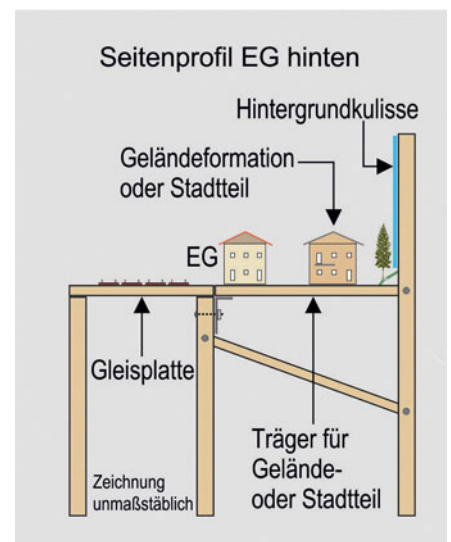 Seitenprofil EG hinten
Hintergrundkulisse
Geländeformation
oder Stadtteil
EG
Gleisplatte
Träger für
Gelände-
oder Stadtteil
Zeichnung
unmaßstäblich